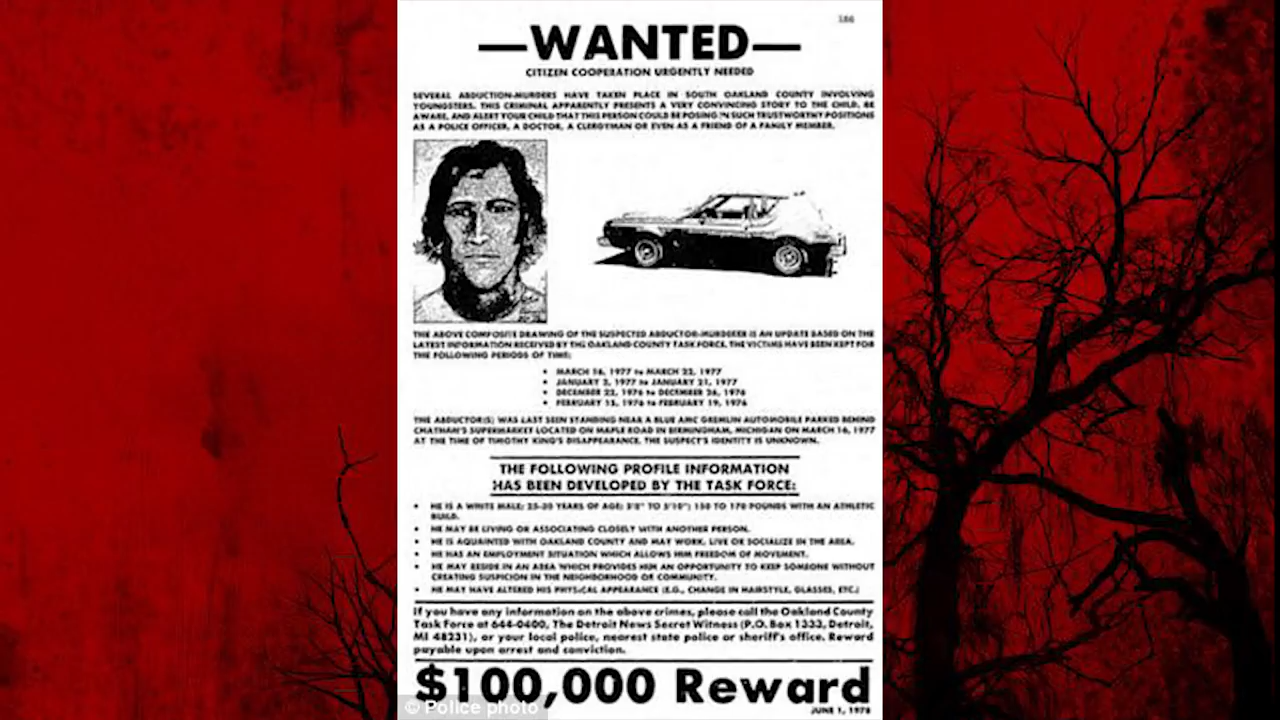 186
—WANTED—
CITIZEN COOPERATION URGENTLY NEEDED
SEVERAL ABDUCTION-MURDERS HAVE TAKEN PLACE IN SOUTH OAKLAND COUNTY INVOLVING
YOUNGSTERS. THIS CRIMINAL APPARENTLY PRESENTS A VERY CONVINCING STORY TO THE CHILD. BE
AWARE, AND ALERT YOUR CHILD THAT THIS PERSON COULD BE POSING IN SUCH TRUSTWORTHY POSITIONS
AS A POLICE OFFICER, A DOCTOR, A CLERGYMAN OR EVEN AS A FRIEND OF A FAMILY MEMBER.
THE ABOVE COMPOSITE DRAWING OF THE SUSPECTED ABDUCTOR-MURDERER IS AN UPDATE BASED ON THE
LATEST INFORMATION RECEIVED BY THE OAKLAND COUNTY TASK FORCE. THE VICTIMS HAVE BEEN KEPT FOR
THE FOLLOWING PERIODS OF TIME:
• MARCH 16, 1977 to MARCH 22, 1977
• JANUARY 2, 1977 to JANUARY 21, 1977
• DECEMBER 22, 1976 to DECEMBER 26, 1976
• FEBRUARY 15, 1976 to FEBRUARY 19, 1976
THE ABDUCTOR(S) WAS LAST SEEN STANDING NEAR A BLUE AMC GREMLIN AUTOMOBILE PARKED BEHIND
CHATHAM'S SUPERMARKET LOCATED ON MAPLE ROAD IN BIRMINGHAM, MICHIGAN ON MARCH 16, 1977
AT THE TIME OF TIMOTHY KING'S DISAPPEARANCE. THE SUSPECT'S IDENTITY IS UNKNOWN.
THE FOLLOWING PROFILE INFORMATION
HAS BEEN DEVELOPED BY THE TASK FORCE:
• HE IS A WHITE MALE; 25-35 YEARS OF AGE; 5'8" TO 5'10"; 150 TO 170 POUNDS WITH AN ATHLETIC
BUILD.
• HE MAY BE LIVING OR ASSOCIATING CLOSELY WITH ANOTHER PERSON.
• HE IS AQUAINTED WITH OAKLAND COUNTY AND MAY WORK, LIVE OR SOCIALIZE IN THE AREA.
• HE HAS AN EMPLOYMENT SITUATION WHICH ALLOWS HIM FREEDOM OF MOVEMENT.
• HE MAY RESIDE IN AN AREA WHICH PROVIDES HIM AN OPPORTUNITY TO KEEP SOMEONE WITHOUT
CREATING SUSPICION IN THE NEIGHBORHOOD OR COMMUNITY.
• HE MAY HAVE ALTERED HIS PHYSICAL APPEARANCE (E.G., CHANGE IN HAIRSTYLE, GLASSES, ETC.)
If you have any information on the above crimes, please call the Oakland County
Task Force at 644-0400, The Detroit News Secret Witness (P.O. Box 1333, Detroit,
MI 48231), or your local police, nearest state police or sheriff's office. Reward
payable upon arrest and conviction.
$100,000 Reward
JUNE 1, 1978
© Police photo